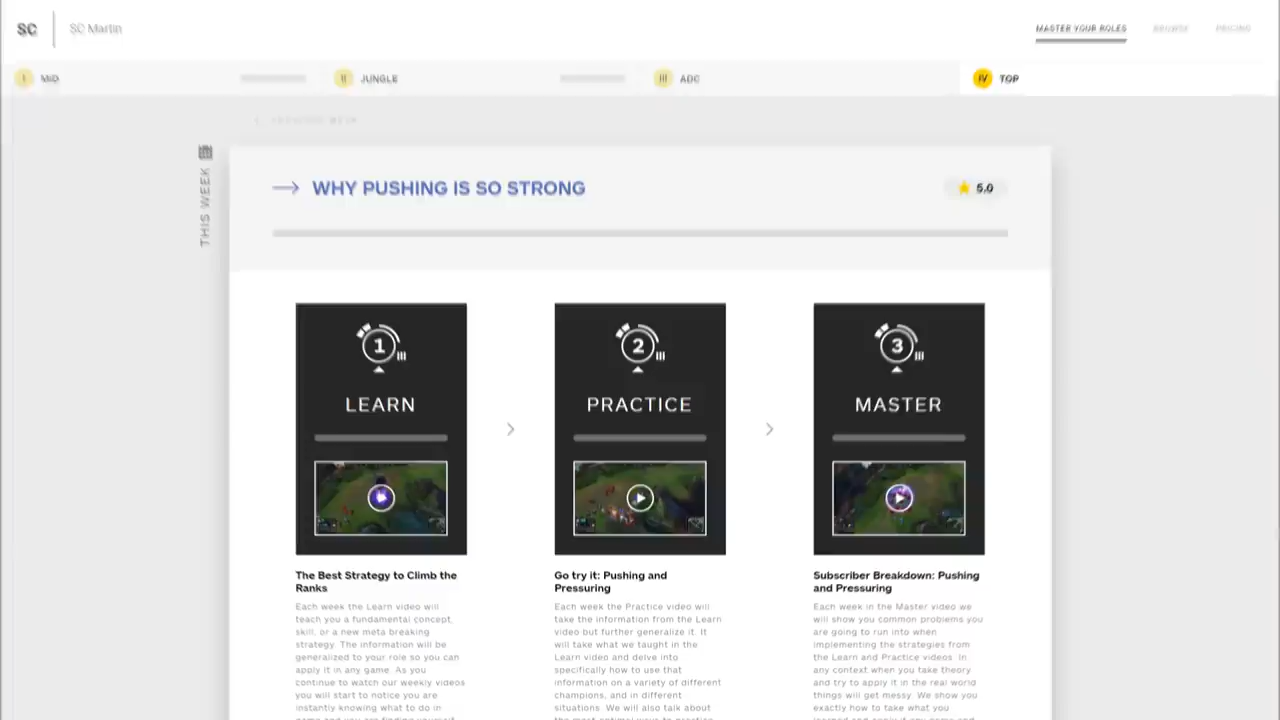 SC
SC Martin
MASTER YOUR ROLES
BROWSE
PRICING
I MID
II JUNGLE
III ADC
IV TOP
THIS WEEK
WHY PUSHING IS SO STRONG
5.0
1
LEARN
2
PRACTICE
3
MASTER
The Best Strategy to Climb the
Ranks
Each week the Learn video will
teach you a fundamental concept,
skill, or a new meta breaking
strategy. The information will be
generalized to your role so you can
apply it in any game. As you
continue to watch our weekly videos
you will start to notice you are
instantly knowing what to do in
Go try it: Pushing and
Pressuring
Each week the Practice video will
take the information from the Learn
video but further generalize it. It
will take what we taught in the
Learn video and delve into
specifically how to use that
information on a variety of different
champions, and in different
situations. We will also talk about
Subscriber Breakdown: Pushing
and Pressuring
Each week in the Master video we
will show you common problems you
are going to run into when
implementing the strategies from
the Learn and Practice videos. In
any context when you take theory
and try to apply it in the real world
things will get messy. We show you
exactly how to take what you